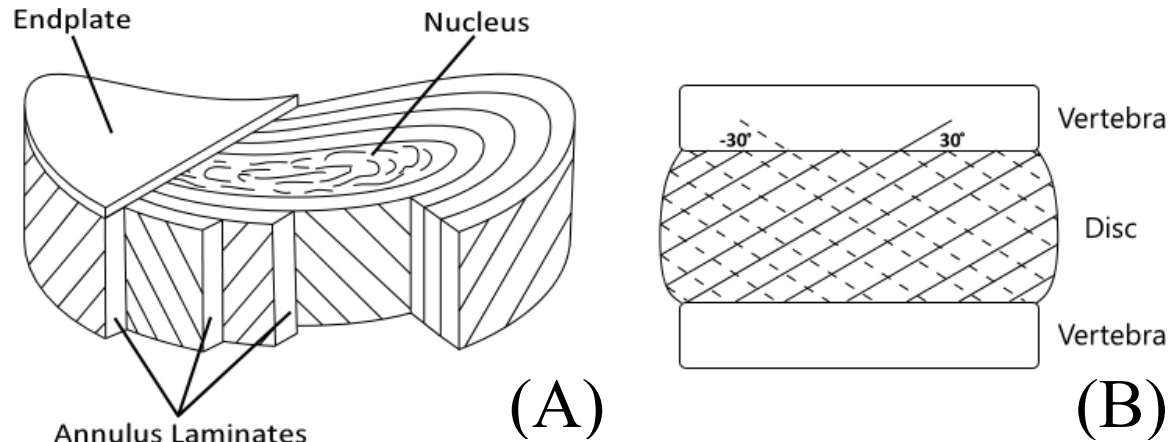 Endplate
Nucleus
Annulus Laminates
(A)
-30°
30°
Vertebra
Disc
Vertebra
(B)